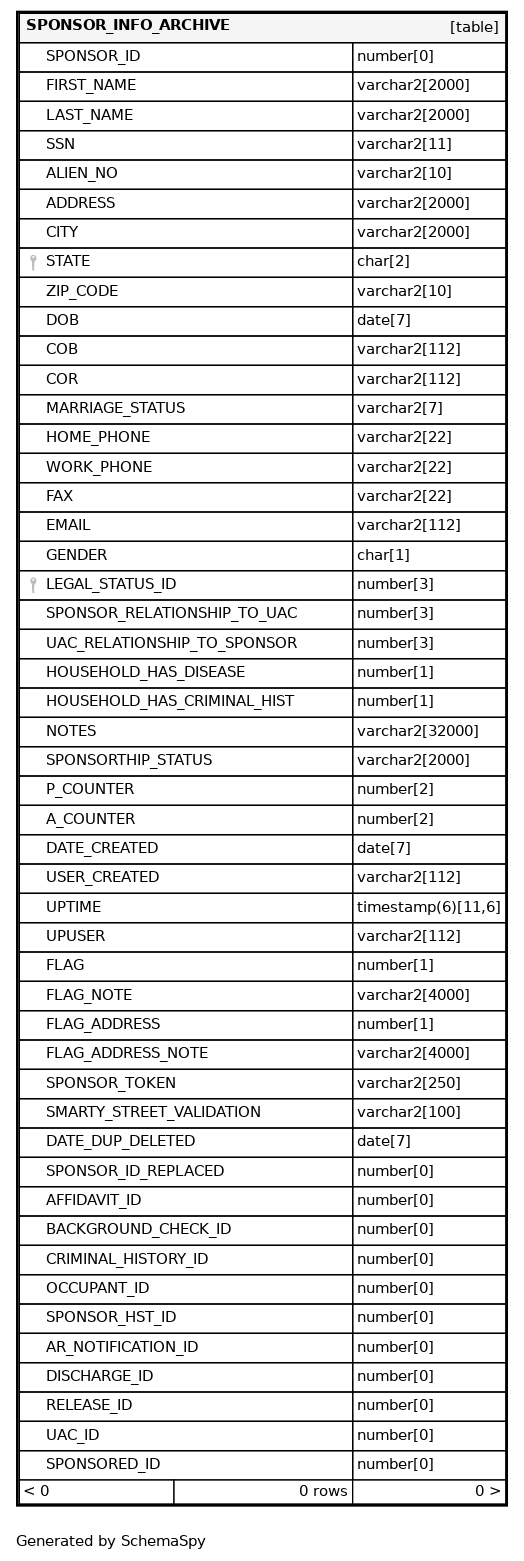 SPONSOR_INFO_ARCHIVE [table]
SPONSOR_ID number[0]
FIRST_NAME varchar2[2000]
LAST_NAME varchar2[2000]
SSN varchar2[11]
ALIEN_NO varchar2[10]
ADDRESS varchar2[2000]
CITY varchar2[2000]
STATE char[2]
ZIP_CODE varchar2[10]
DOB date[7]
COB varchar2[112]
COR varchar2[112]
MARRIAGE_STATUS varchar2[7]
HOME_PHONE varchar2[22]
WORK_PHONE varchar2[22]
FAX varchar2[22]
EMAIL varchar2[112]
GENDER char[1]
LEGAL_STATUS_ID number[3]
SPONSOR_RELATIONSHIP_TO_UAC number[3]
UAC_RELATIONSHIP_TO_SPONSOR number[3]
HOUSEHOLD_HAS_DISEASE number[1]
HOUSEHOLD_HAS_CRIMINAL_HIST number[1]
NOTES varchar2[32000]
SPONSORTHIP_STATUS varchar2[2000]
P_COUNTER number[2]
A_COUNTER number[2]
DATE_CREATED date[7]
USER_CREATED varchar2[112]
UPTIME timestamp(6)[11,6]
UPUSER varchar2[112]
FLAG number[1]
FLAG_NOTE varchar2[4000]
FLAG_ADDRESS number[1]
FLAG_ADDRESS_NOTE varchar2[4000]
SPONSOR_TOKEN varchar2[250]
SMARTY_STREET_VALIDATION varchar2[100]
DATE_DUP_DELETED date[7]
SPONSOR_ID_REPLACED number[0]
AFFIDAVIT_ID number[0]
BACKGROUND_CHECK_ID number[0]
CRIMINAL_HISTORY_ID number[0]
OCCUPANT_ID number[0]
SPONSOR_HST_ID number[0]
AR_NOTIFICATION_ID number[0]
DISCHARGE_ID number[0]
RELEASE_ID number[0]
UAC_ID number[0]
SPONSORED_ID number[0]
< 0 0 rows 0 >
Generated by SchemaSpy